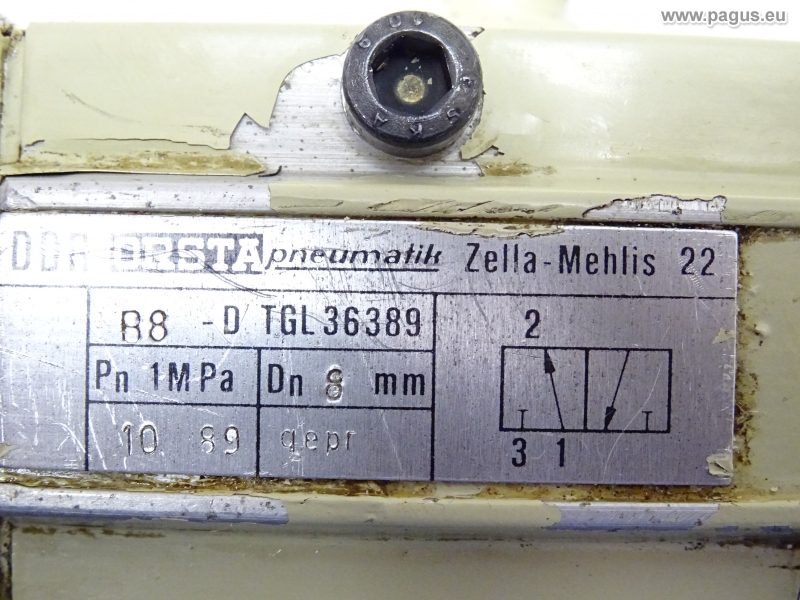 www.pagus.eu
DDR ORSTA pneumatik Zella-Mehlis 22
B8 -D TGL 36389
2
Pn 1MPa Dn 8 mm
10 89 gepr
3 1